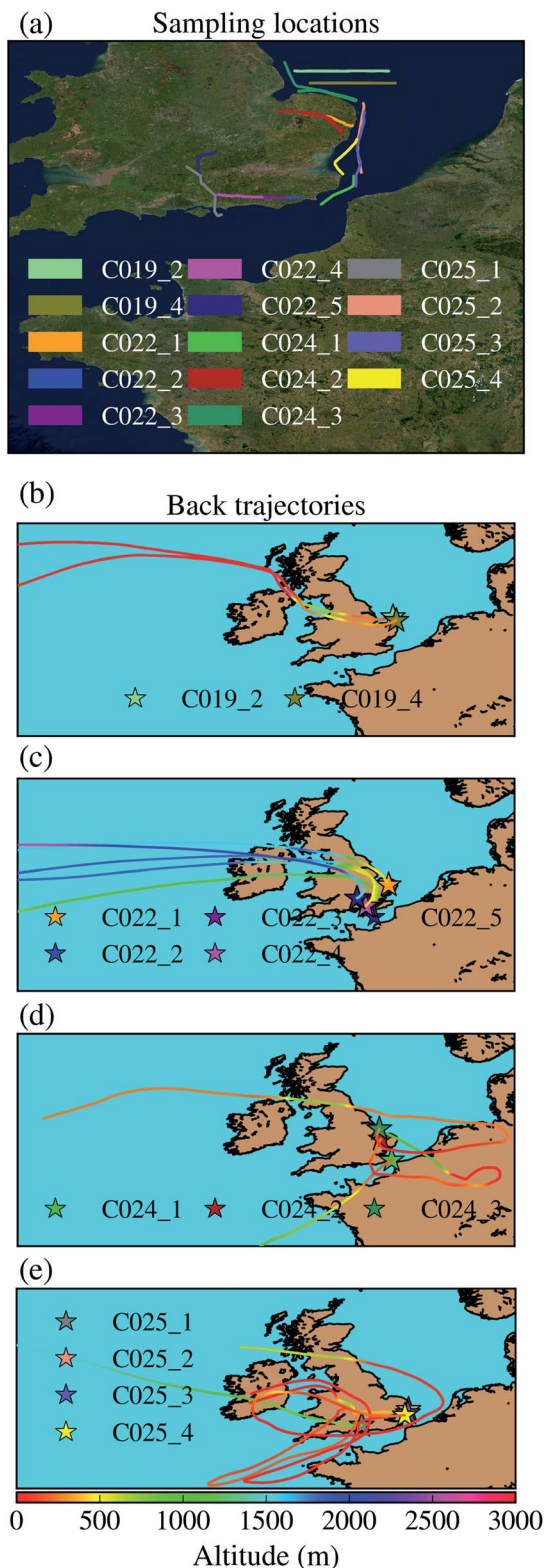 (a) Sampling locations
C019_2 C022_4 C025_1
C019_4 C022_5 C025_2
C022_1 C024_1 C025_3
C022_2 C024_2 C025_4
C022_3 C024_3
(b) Back trajectories
C019_2 C019_4
(c)
C022_1 C022_3 C022_5
C022_2 C022_4
(d)
C024_1 C024_2 C024_3
(e)
C025_1
C025_2
C025_3
C025_4
0 500 1000 1500 2000 2500 3000
Altitude (m)